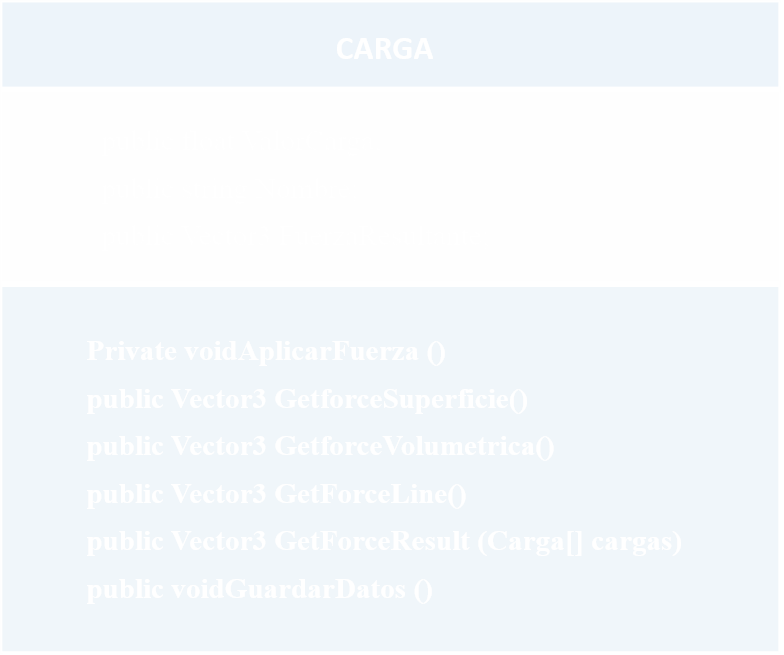 CARGA
Private voidAplicarFuerza ()
public Vector3 GetforceSuperficie()
public Vector3 GetforceVolumetrica()
public Vector3 GetForceLine()
public Vector3 GetForceResult (Carga[] cargas)
public voidGuardarDatos ()